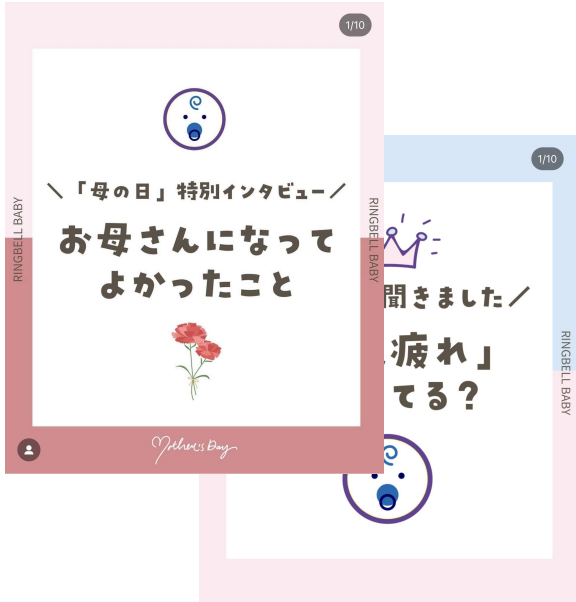 1/10
RINGBELL BABY
RINGBELL BABY
\「母の日」特別インタビュー/
お母さんになって
よかったこと
Mother's Day
1/10
聞きました/
疲れ」
てる?
RINGBELL BABY